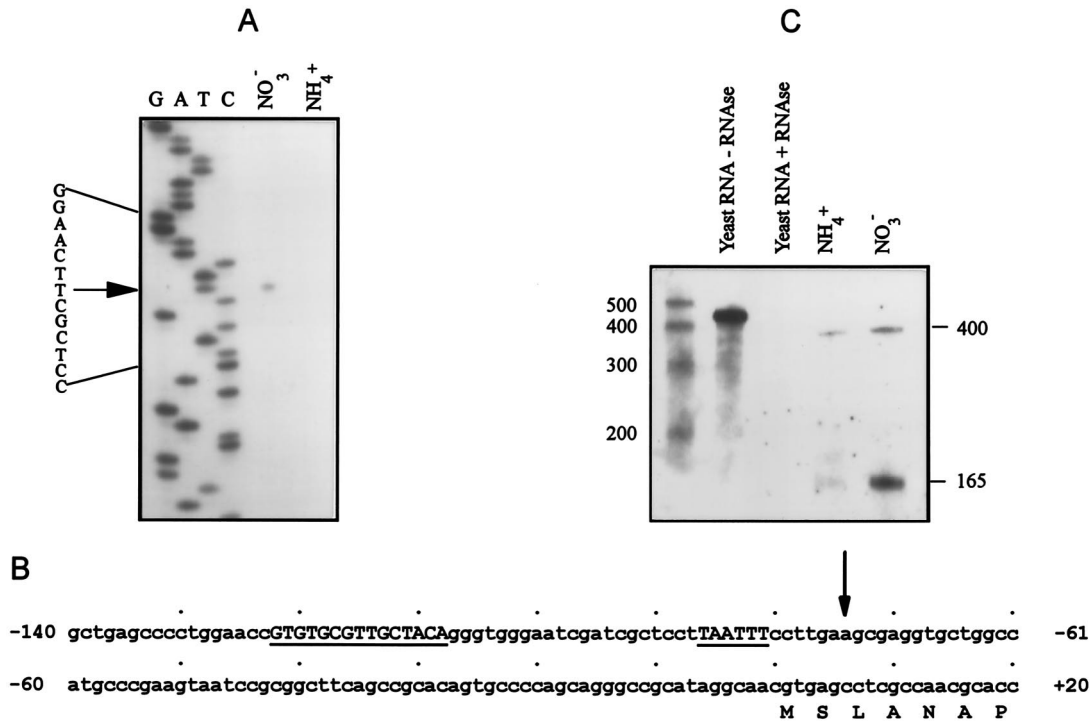 A
C
G A T C NO3- NH4+
Yeast RNA - RNAse
Yeast RNA + RNAse
NH4+
NO3-
G
G
A
A
C
T
T
C
G
C
T
C
C
500
400
300
200
400
165
B
-140 gctgagcccctggaaccGTGTGCGTTGCTACAgggtgggaatcgatcgctcctTAATTTccttgaagcgaggtgctggcc -61
-60 atgcccgaagtaatccgcggcttcagccgcacagtgccccagcagggccgcataggcaacgtgagcctcgccaacgcacc +20
M S L A N A P